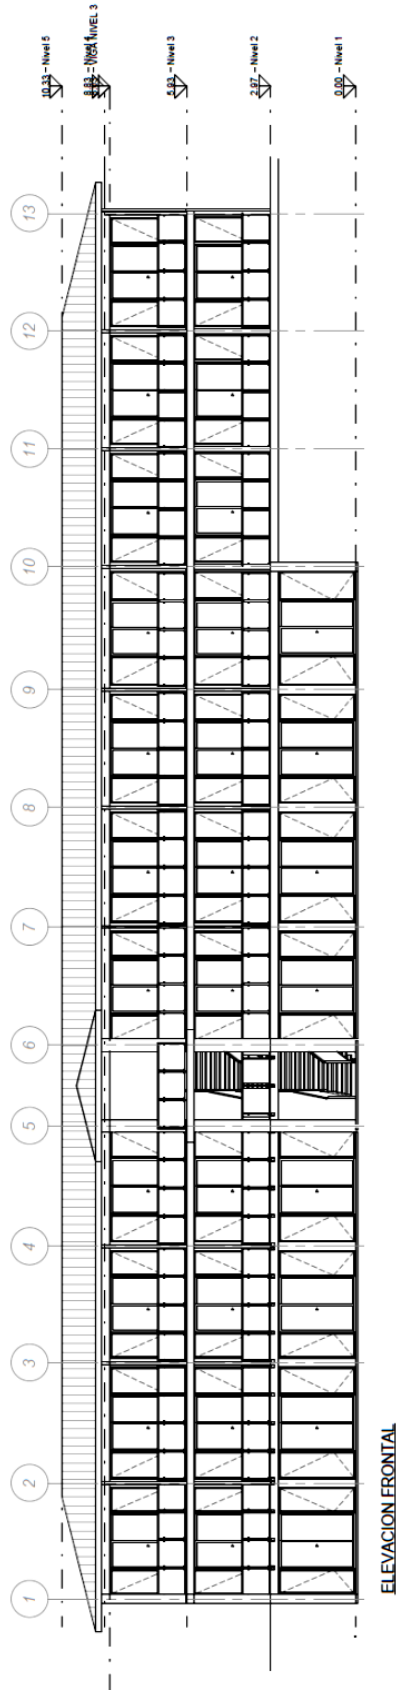 10.33 – Nivel 5
VIGA NIVEL 3
5.93 – Nivel 3
2.97 – Nivel 2
0.00 – Nivel 1
1
2
3
4
5
6
7
8
9
10
11
12
13
ELEVACION FRONTAL